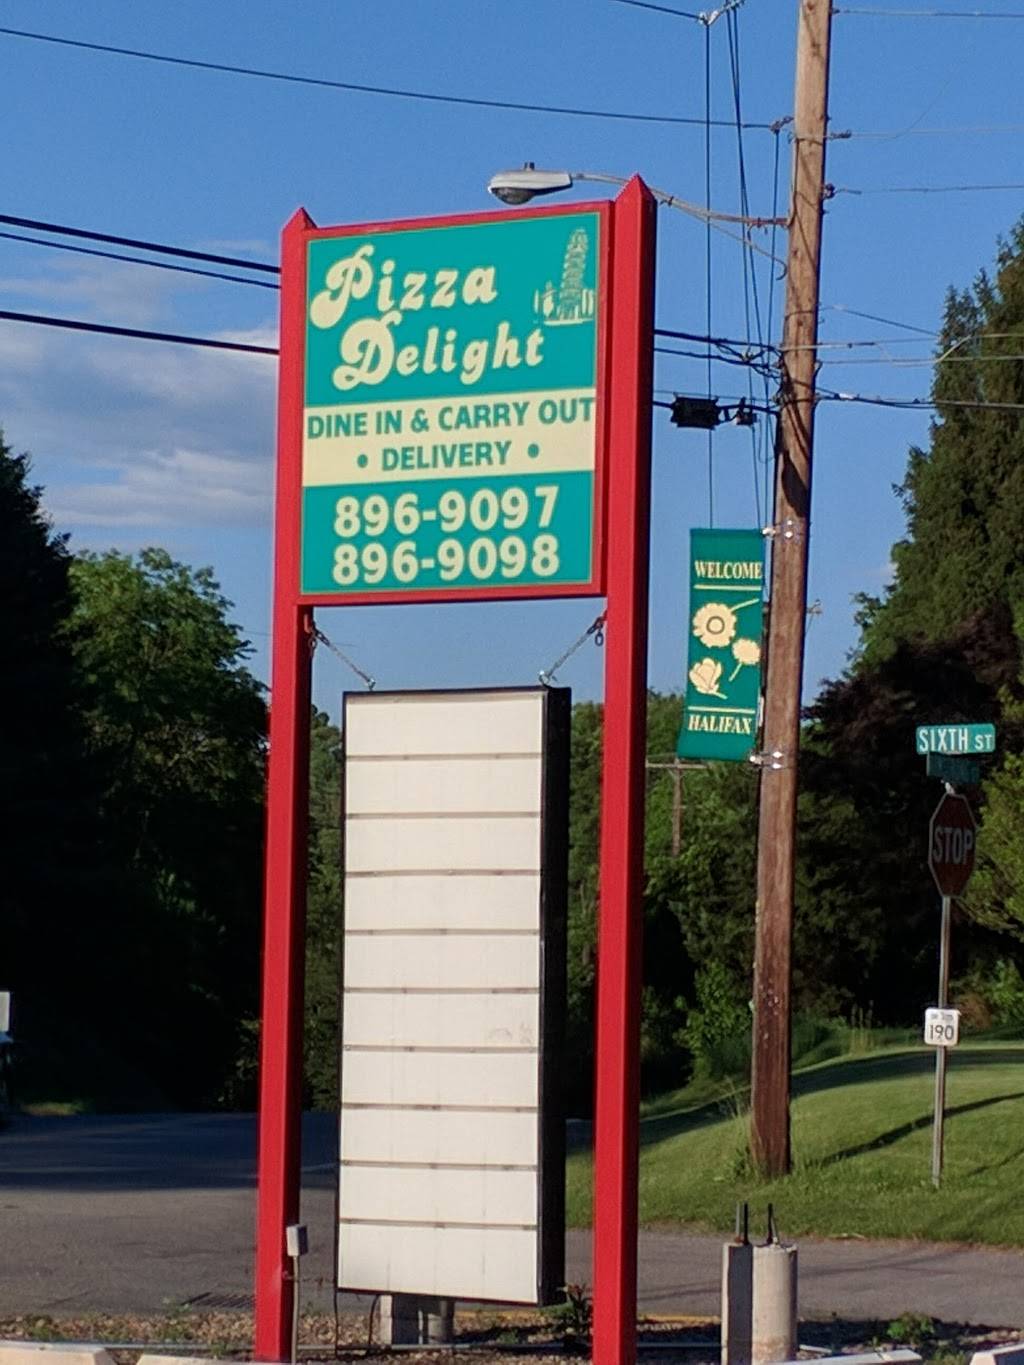 Pizza
Delight
DINE IN & CARRY OUT
• DELIVERY •
896-9097
896-9098
WELCOME
HALIFAX
SIXTH ST
STOP
190